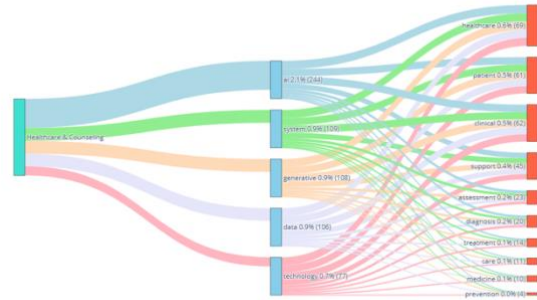 Healthcare & Counseling
ai 2.1% (244)
system 0.9% (109)
generative 0.9% (108)
data 0.9% (106)
technology 0.7% (77)
healthcare 0.6% (69)
patient 0.5% (61)
clinical 0.5% (62)
support 0.4% (45)
assessment 0.2% (23)
diagnosis 0.2% (20)
treatment 0.1% (14)
care 0.1% (11)
medicine 0.1% (10)
prevention 0.0% (4)